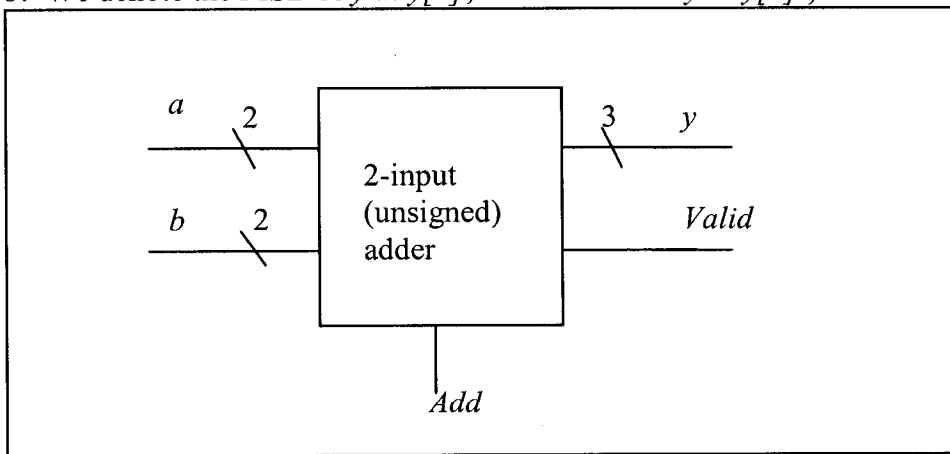 a 2 3 y
2-input
(unsigned)
b 2 Valid
adder
Add